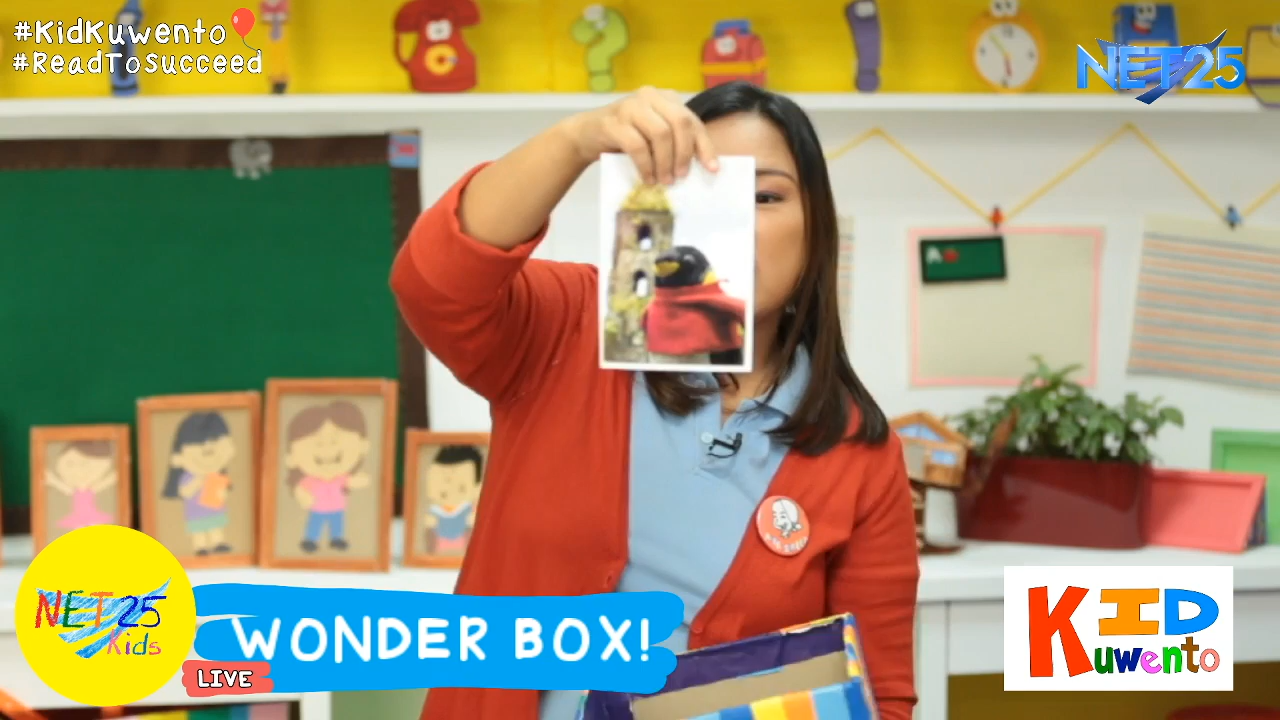 #KidKuwento
#ReadToSucceed
NET25
A
NET25
Kids
WONDER BOX!
LIVE
KID
Kuwento